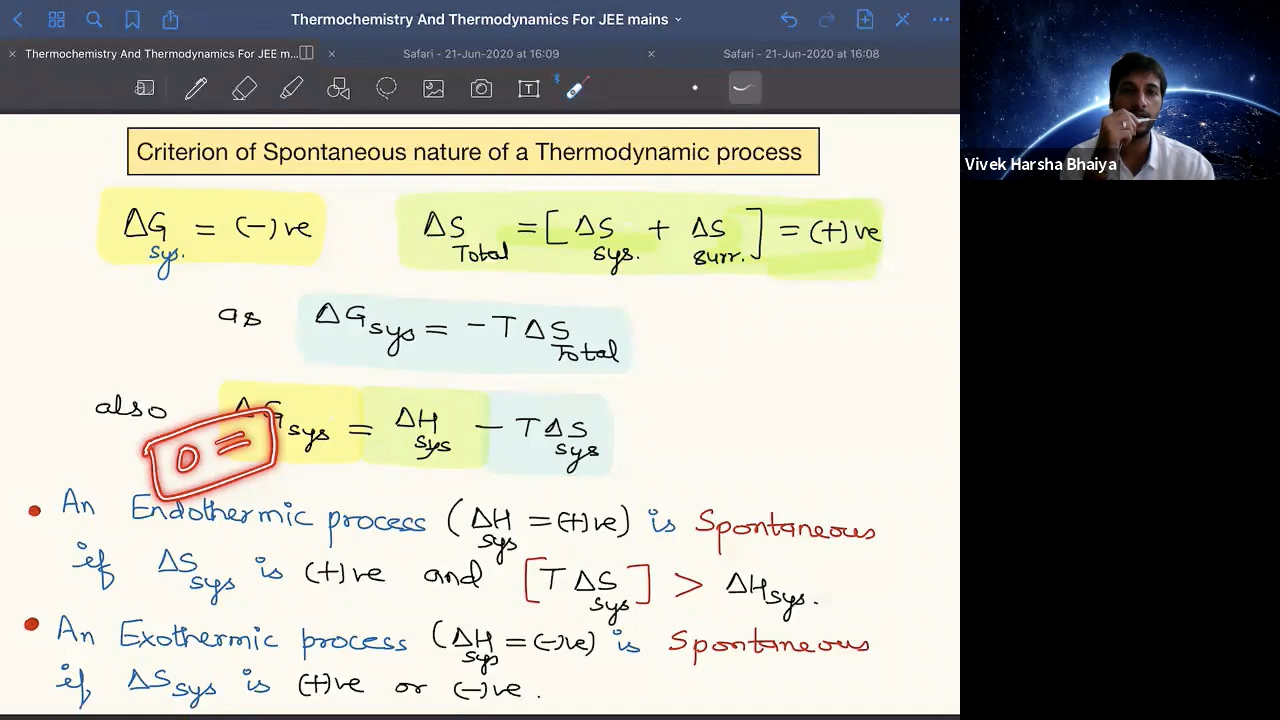 Thermochemistry And Thermodynamics For JEE mains
Thermochemistry And Thermodynamics For JEE m...
Safari - 21-Jun-2020 at 16:09
Safari - 21-Jun-2020 at 16:08
T
Vivek Harsha Bhaiya
Criterion of Spontaneous nature of a Thermodynamic process
ΔG sys. = (-)ve
ΔS Total = [ ΔS sys. + ΔS surr. ] = (+)ve
as ΔG sys = - T ΔS Total
also ΔG sys = ΔH sys - T ΔS sys
0 =
• An Endothermic process (ΔH sys = (+)ve) is Spontaneous
if ΔS sys is (+)ve and [T ΔS sys] > ΔH sys.
• An Exothermic process (ΔH sys = (-)ve) is Spontaneous
if ΔS sys is (+)ve or (-)ve.